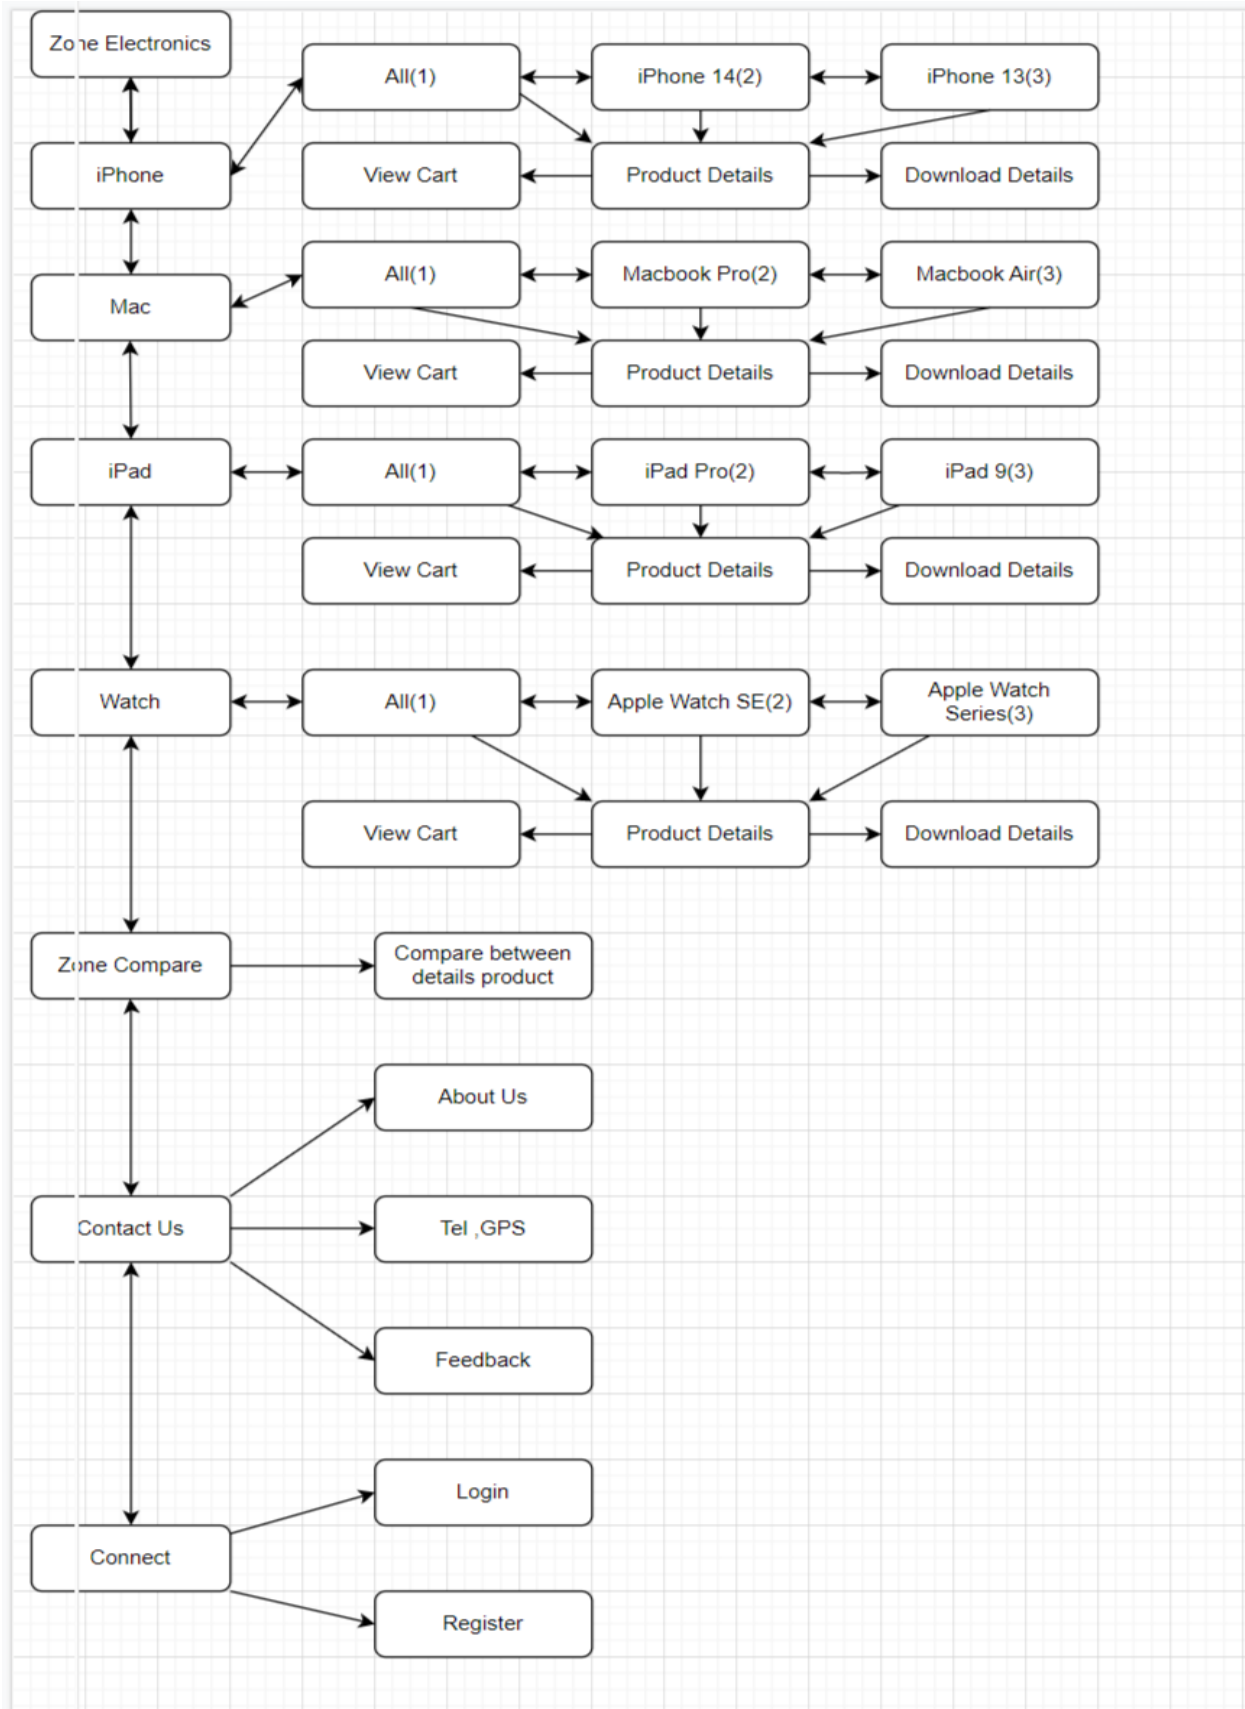 Zone Electronics
All(1)
iPhone 14(2)
iPhone 13(3)
iPhone
View Cart
Product Details
Download Details
All(1)
Macbook Pro(2)
Macbook Air(3)
Mac
View Cart
Product Details
Download Details
iPad
All(1)
iPad Pro(2)
iPad 9(3)
View Cart
Product Details
Download Details
Watch
All(1)
Apple Watch SE(2)
Apple Watch
Series(3)
View Cart
Product Details
Download Details
Zone Compare
Compare between
details product
About Us
Contact Us
Tel ,GPS
Feedback
Login
Connect
Register